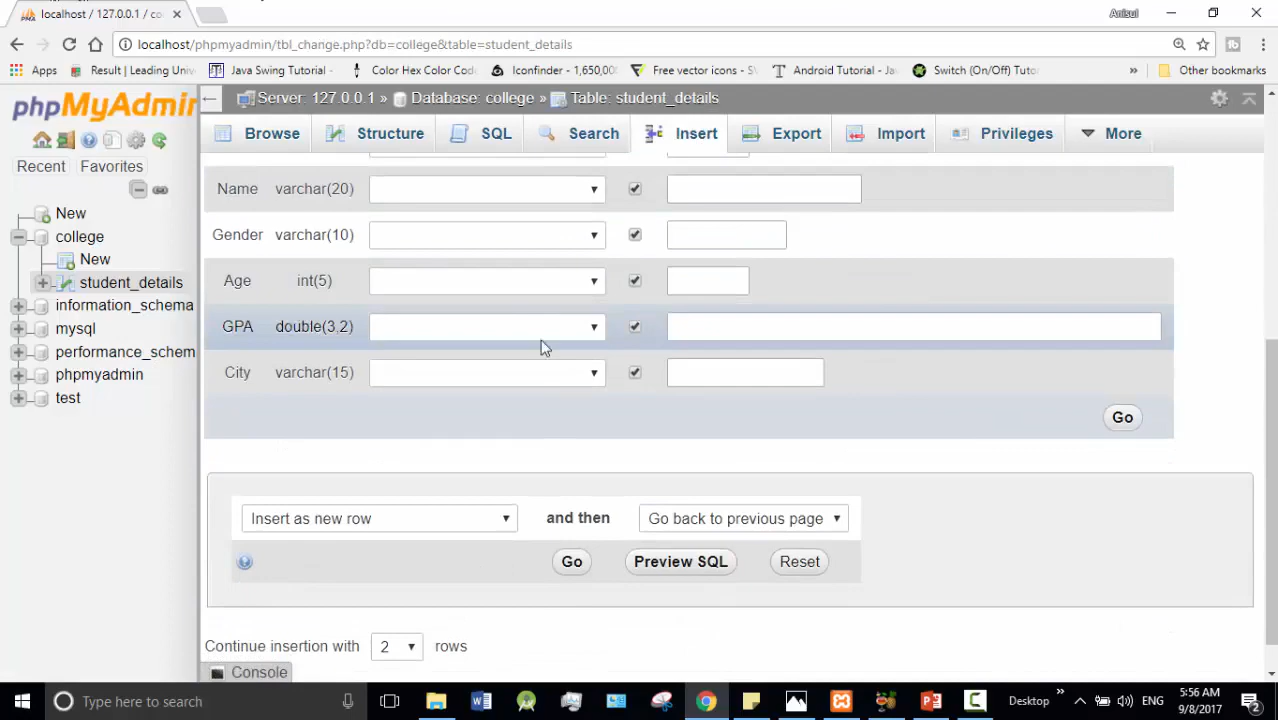 localhost / 127.0.0.1 / co
Anisul
localhost/phpmyadmin/tbl_change.php?db=college&table=student_details
Apps
Result | Leading Univ
Java Swing Tutorial -
Color Hex Color Code
Iconfinder - 1,650,00
Free vector icons - S
Android Tutorial - Ja
Switch (On/Off) Tuto
»
Other bookmarks
phpMyAdmin
Server: 127.0.0.1 » Database: college » Table: student_details
Browse
Structure
SQL
Search
Insert
Export
Import
Privileges
More
Recent
Favorites
New
college
New
student_details
information_schema
mysql
performance_schem
phpmyadmin
test
Name varchar(20)
Gender varchar(10)
Age int(5)
GPA double(3,2)
City varchar(15)
Go
Insert as new row and then Go back to previous page
Go Preview SQL Reset
Continue insertion with 2 rows
Console
Type here to search
Desktop
»
ENG
5:56 AM
9/8/2017
2